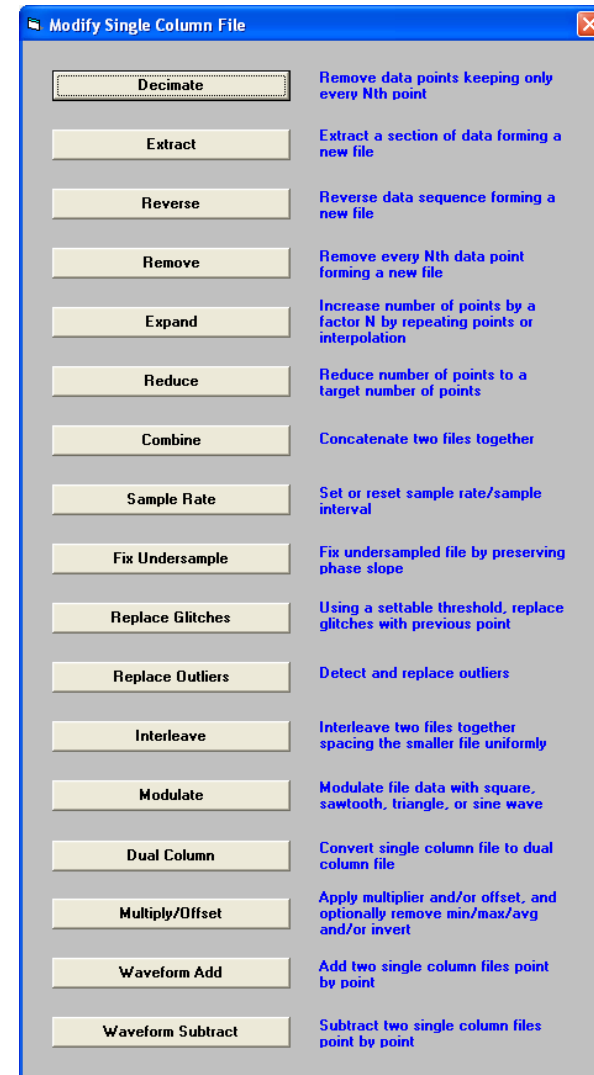 Modify Single Column File
Decimate
Remove data points keeping only
every Nth point
Extract
Extract a section of data forming a
new file
Reverse
Reverse data sequence forming a
new file
Remove
Remove every Nth data point
forming a new file
Expand
Increase number of points by a
factor N by repeating points or
interpolation
Reduce
Reduce number of points to a
target number of points
Combine
Concatenate two files together
Sample Rate
Set or reset sample rate/sample
interval
Fix Undersample
Fix undersampled file by preserving
phase slope
Replace Glitches
Using a settable threshold, replace
glitches with previous point
Replace Outliers
Detect and replace outliers
Interleave
Interleave two files together
spacing the smaller file uniformly
Modulate
Modulate file data with square,
sawtooth, triangle, or sine wave
Dual Column
Convert single column file to dual
column file
Multiply/Offset
Apply multiplier and/or offset, and
optionally remove min/max/avg
and/or invert
Waveform Add
Add two single column files point
by point
Waveform Subtract
Subtract two single column files
point by point